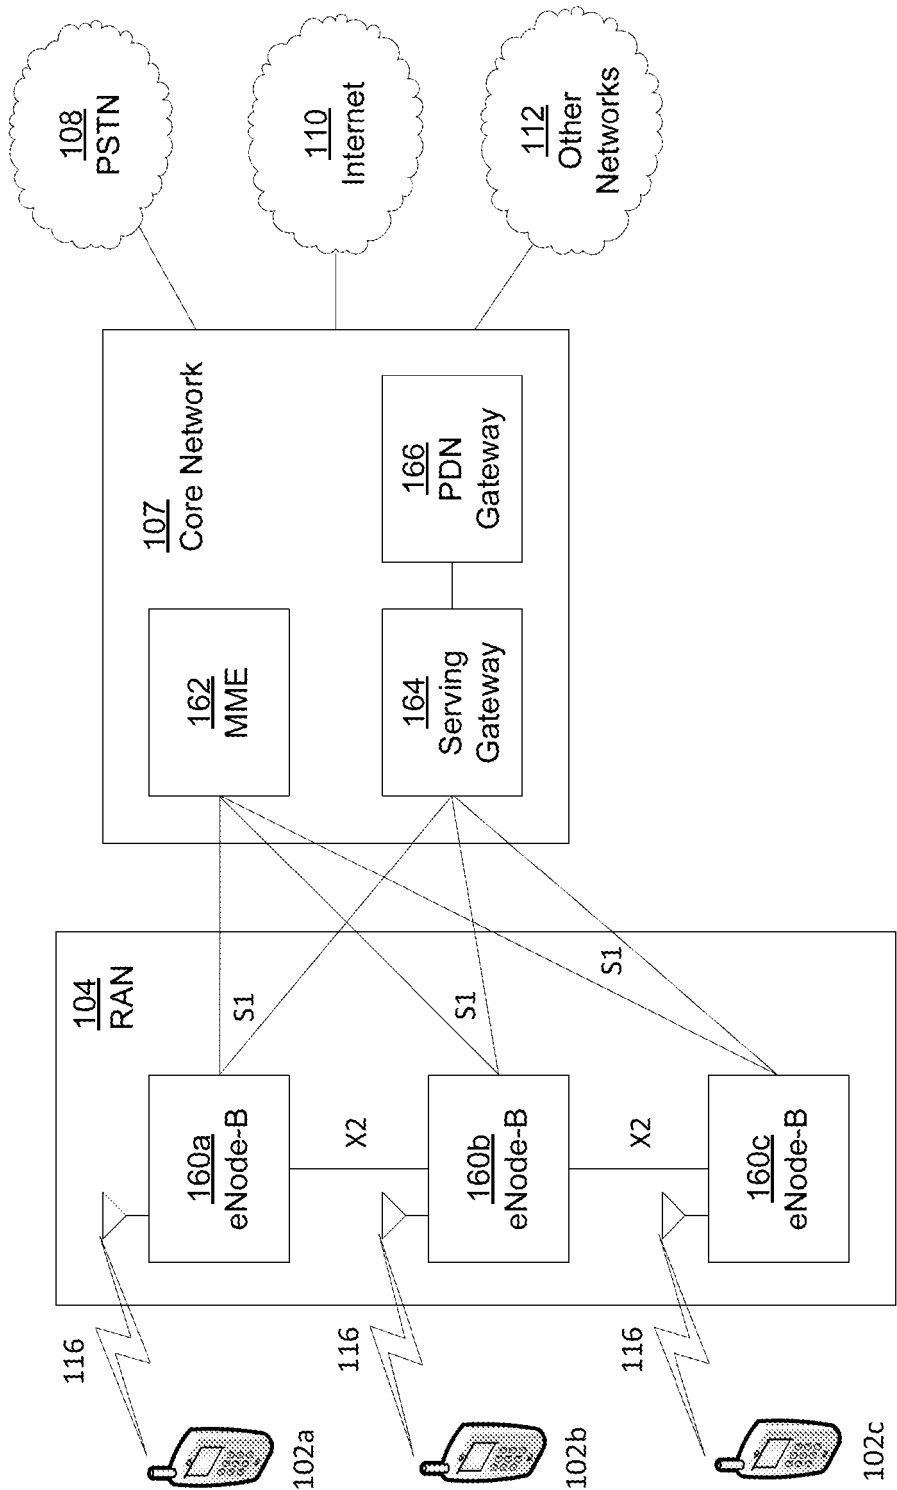 102a
116
160a
eNode-B
104
RAN
S1
X2
102b
116
160b
eNode-B
S1
X2
102c
116
160c
eNode-B
S1
107
Core Network
162
MME
164
Serving
Gateway
166
PDN
Gateway
108
PSTN
110
Internet
112
Other
Networks